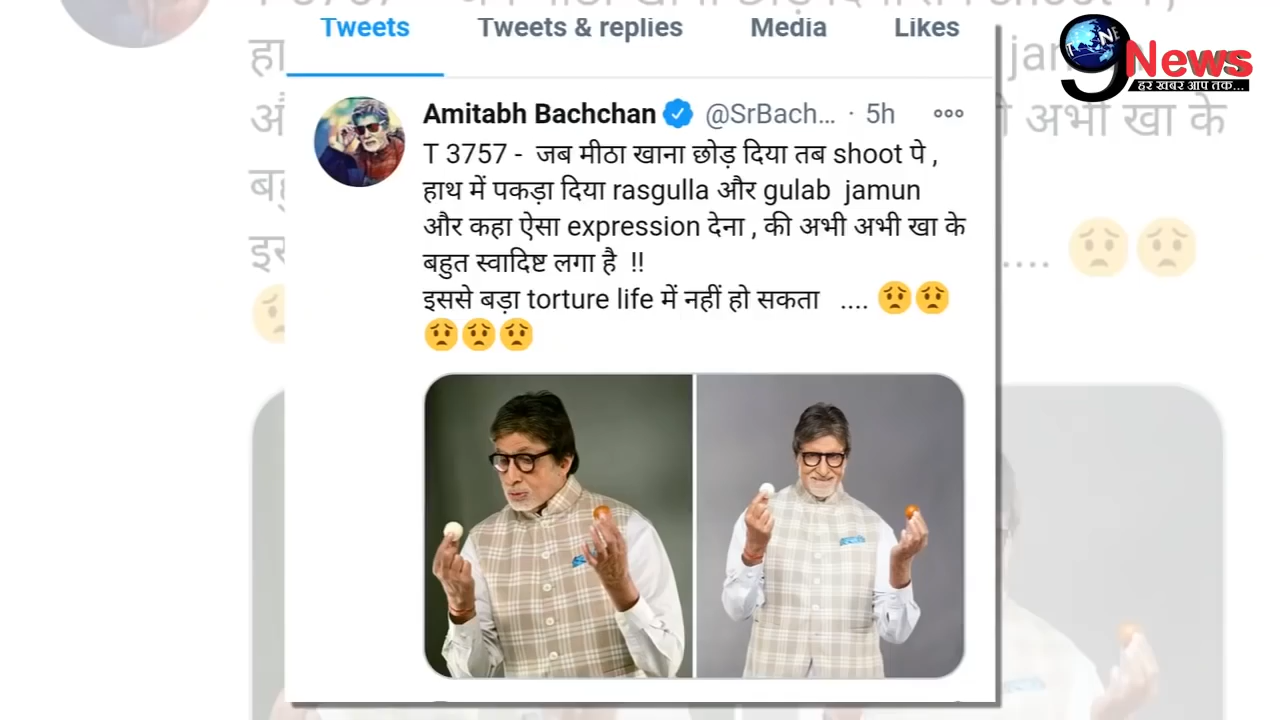 Tweets Tweets & replies Media Likes
9 NINE News
हर खबर आप तक...
Amitabh Bachchan @SrBach... · 5h
T 3757 - जब मीठा खाना छोड़ दिया तब shoot पे ,
हाथ में पकड़ा दिया rasgulla और gulab jamun
और कहा ऐसा expression देना , की अभी अभी खा के
बहुत स्वादिष्ट लगा है !!
इससे बड़ा torture life में नहीं हो सकता .... 😟😟
😟😟😟